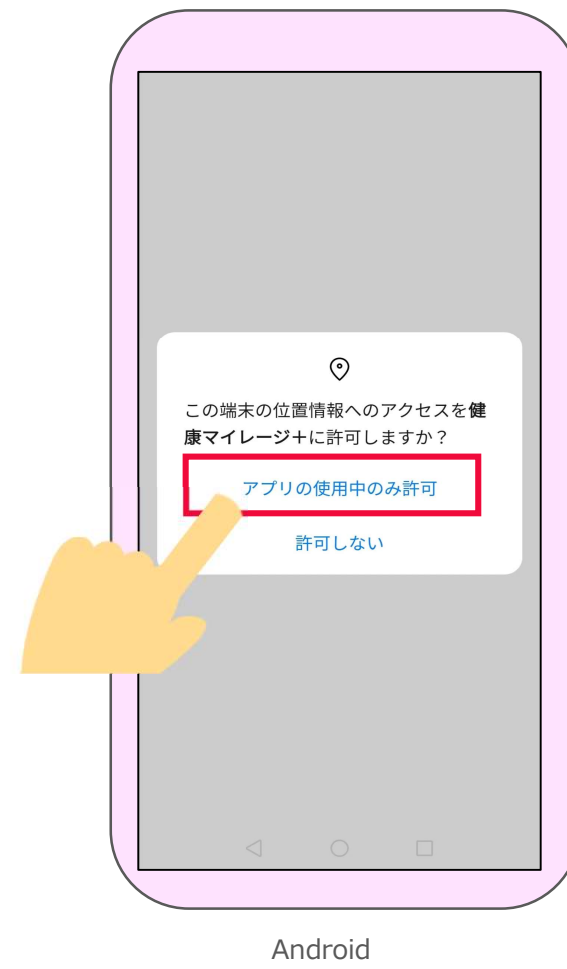 この端末の位置情報へのアクセスを健
康マイレージ＋に許可しますか？
アプリの使用中のみ許可
許可しない
Android